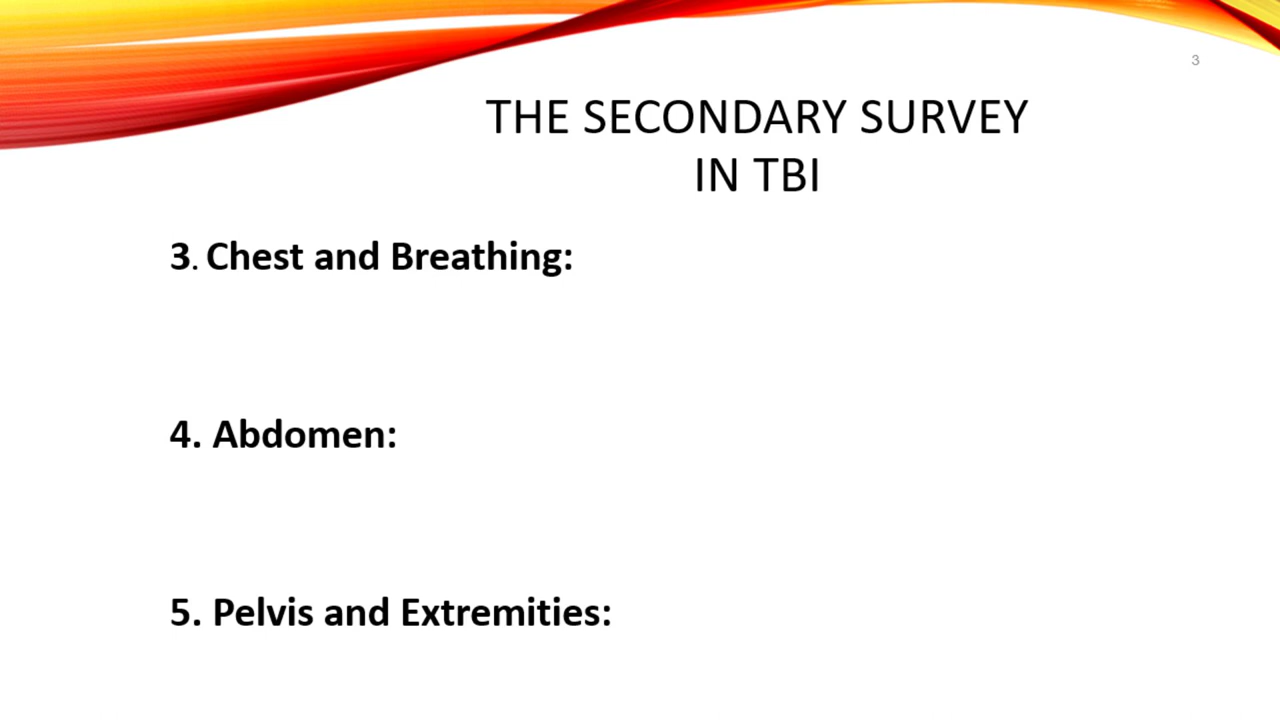 3
THE SECONDARY SURVEY
IN TBI
3. Chest and Breathing:
4. Abdomen:
5. Pelvis and Extremities: